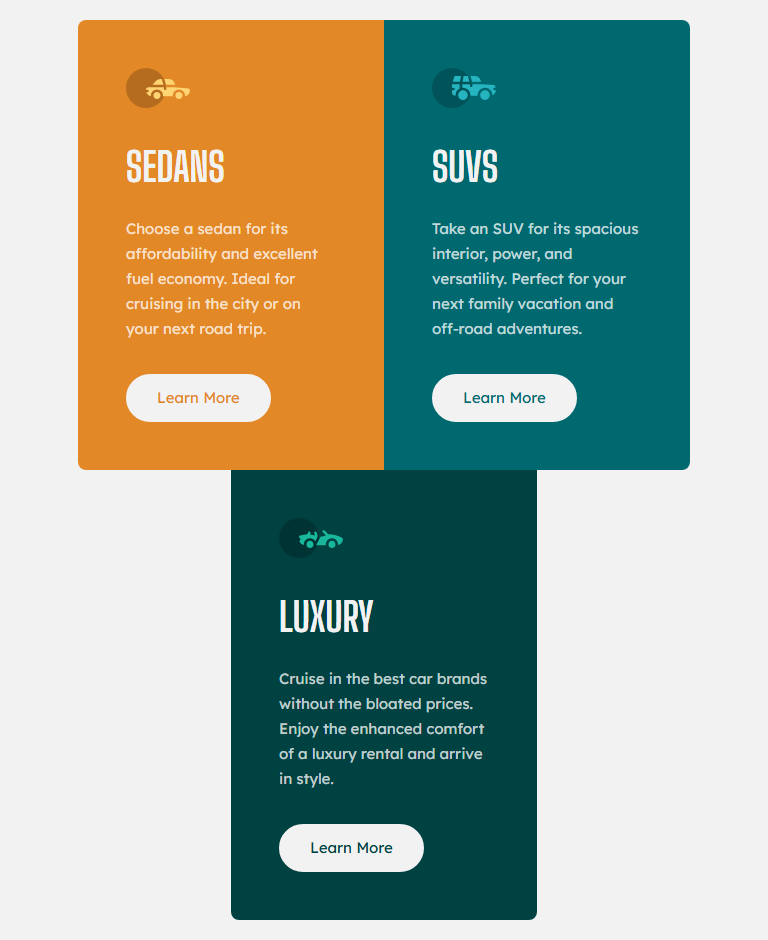 SEDANS
Choose a sedan for its
affordability and excellent
fuel economy. Ideal for
cruising in the city or on
your next road trip.
Learn More
SUVS
Take an SUV for its spacious
interior, power, and
versatility. Perfect for your
next family vacation and
off-road adventures.
Learn More
LUXURY
Cruise in the best car brands
without the bloated prices.
Enjoy the enhanced comfort
of a luxury rental and arrive
in style.
Learn More